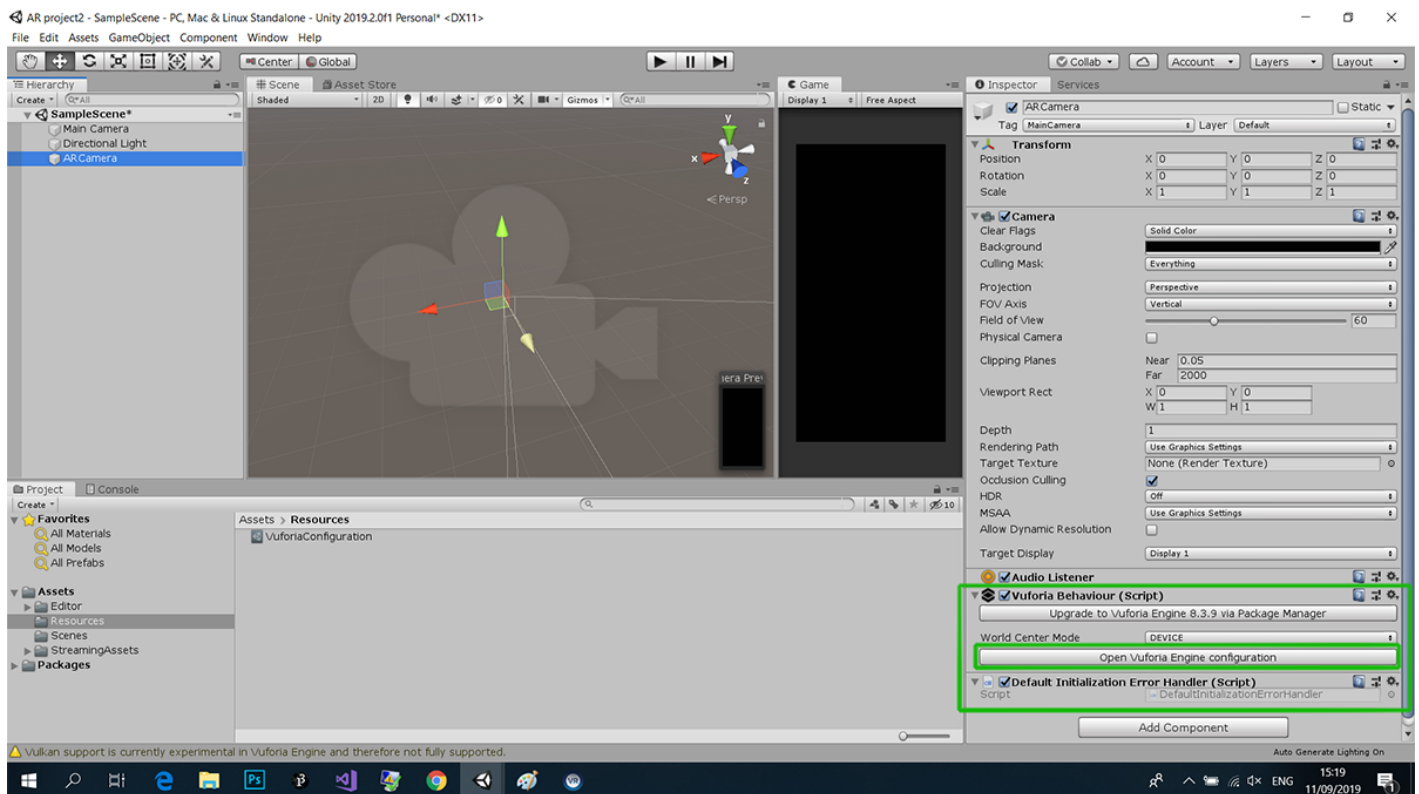 AR project2 - SampleScene - PC, Mac & Linux Standalone - Unity 2019.2.0f1 Personal* <DX11>
File Edit Assets GameObject Component Window Help
Center Global Collab Account Layers Layout
Hierarchy
Create All
SampleScene*
Main Camera
Directional Light
ARCamera
Scene Asset Store
Shaded 2D 0 Gizmos All
y
x
z
Persp
Game
Display 1 Free Aspect
Inspector Services
ARCamera Static
Tag MainCamera Layer Default
Transform
Position X 0 Y 0 Z 0
Rotation X 0 Y 0 Z 0
Scale X 1 Y 1 Z 1
Camera
Clear Flags Solid Color
Background
Culling Mask Everything
Projection Perspective
FOV Axis Vertical
Field of View 60
Physical Camera
Clipping Planes Near 0.05
Far 2000
Viewport Rect X 0 Y 0
W 1 H 1
Depth 1
Rendering Path Use Graphics Settings
Target Texture None (Render Texture)
Occlusion Culling
HDR Off
MSAA Use Graphics Settings
Allow Dynamic Resolution
Target Display Display 1
Audio Listener
Vuforia Behaviour (Script)
Upgrade to Vuforia Engine 8.3.9 via Package Manager
World Center Mode DEVICE
Open Vuforia Engine configuration
Default Initialization Error Handler (Script)
Script DefaultInitializationErrorHandler
Add Component
Project Console
Create 10
Favorites
All Materials
All Models
All Prefabs
Assets
Editor
Resources
Scenes
StreamingAssets
Packages
Assets > Resources
VuforiaConfiguration
Vulkan support is currently experimental in Vuforia Engine and therefore not fully supported.
Auto Generate Lighting On
Ps VR ENG 15:19
11/09/2019 1